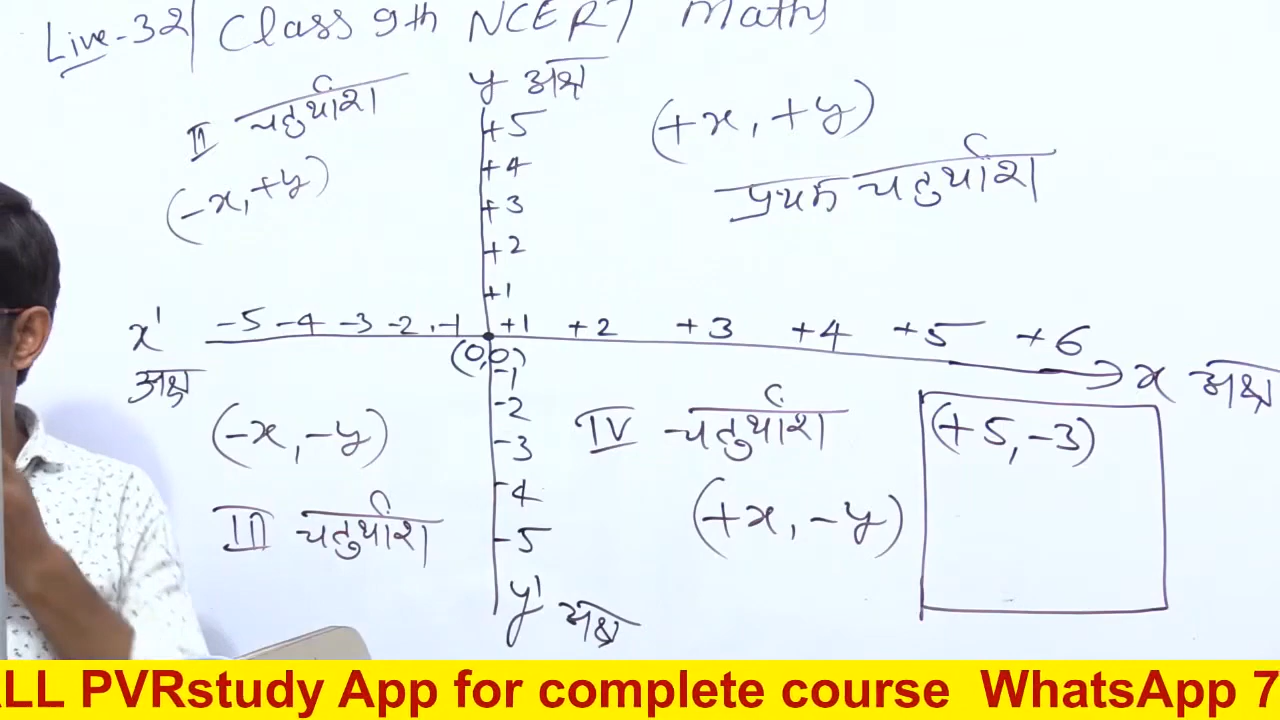 Live-32 | Class 9th NCERT Maths
II चतुर्थांश
(-x, +y)
y अक्ष
+5
+4
+3
+2
+1
(+x, +y)
प्रथम चतुर्थांश
x' -5 -4 -3 -2 -1 +1 +2 +3 +4 +5 +6
अक्ष
(0,0)
x अक्ष
-1
-2
-3
-4
-5
y' अक्ष
(-x, -y)
III चतुर्थांश
IV चतुर्थांश
(+x, -y)
(+5, -3)
ALL PVRstudy App for complete course WhatsApp 7